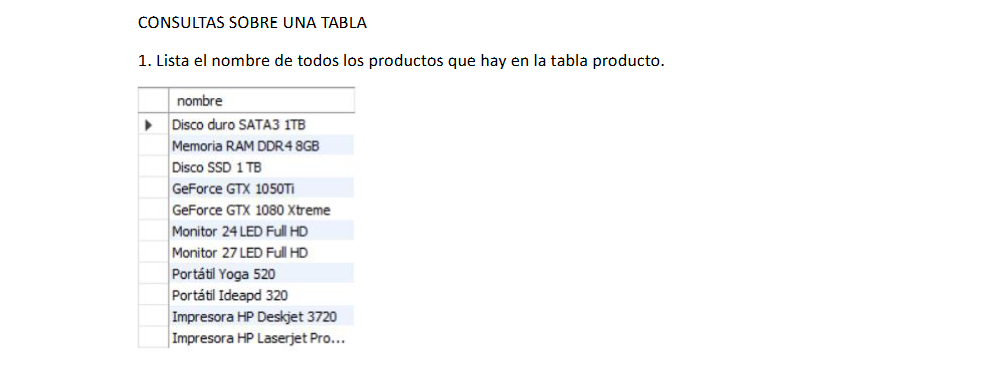 CONSULTAS SOBRE UNA TABLA
1. Lista el nombre de todos los productos que hay en la tabla producto.
nombre
Disco duro SATA3 1TB
Memoria RAM DDR4 8GB
Disco SSD 1 TB
GeForce GTX 1050Ti
GeForce GTX 1080 Xtreme
Monitor 24 LED Full HD
Monitor 27 LED Full HD
Portátil Yoga 520
Portátil Ideapd 320
Impresora HP Deskjet 3720
Impresora HP Laserjet Pro...